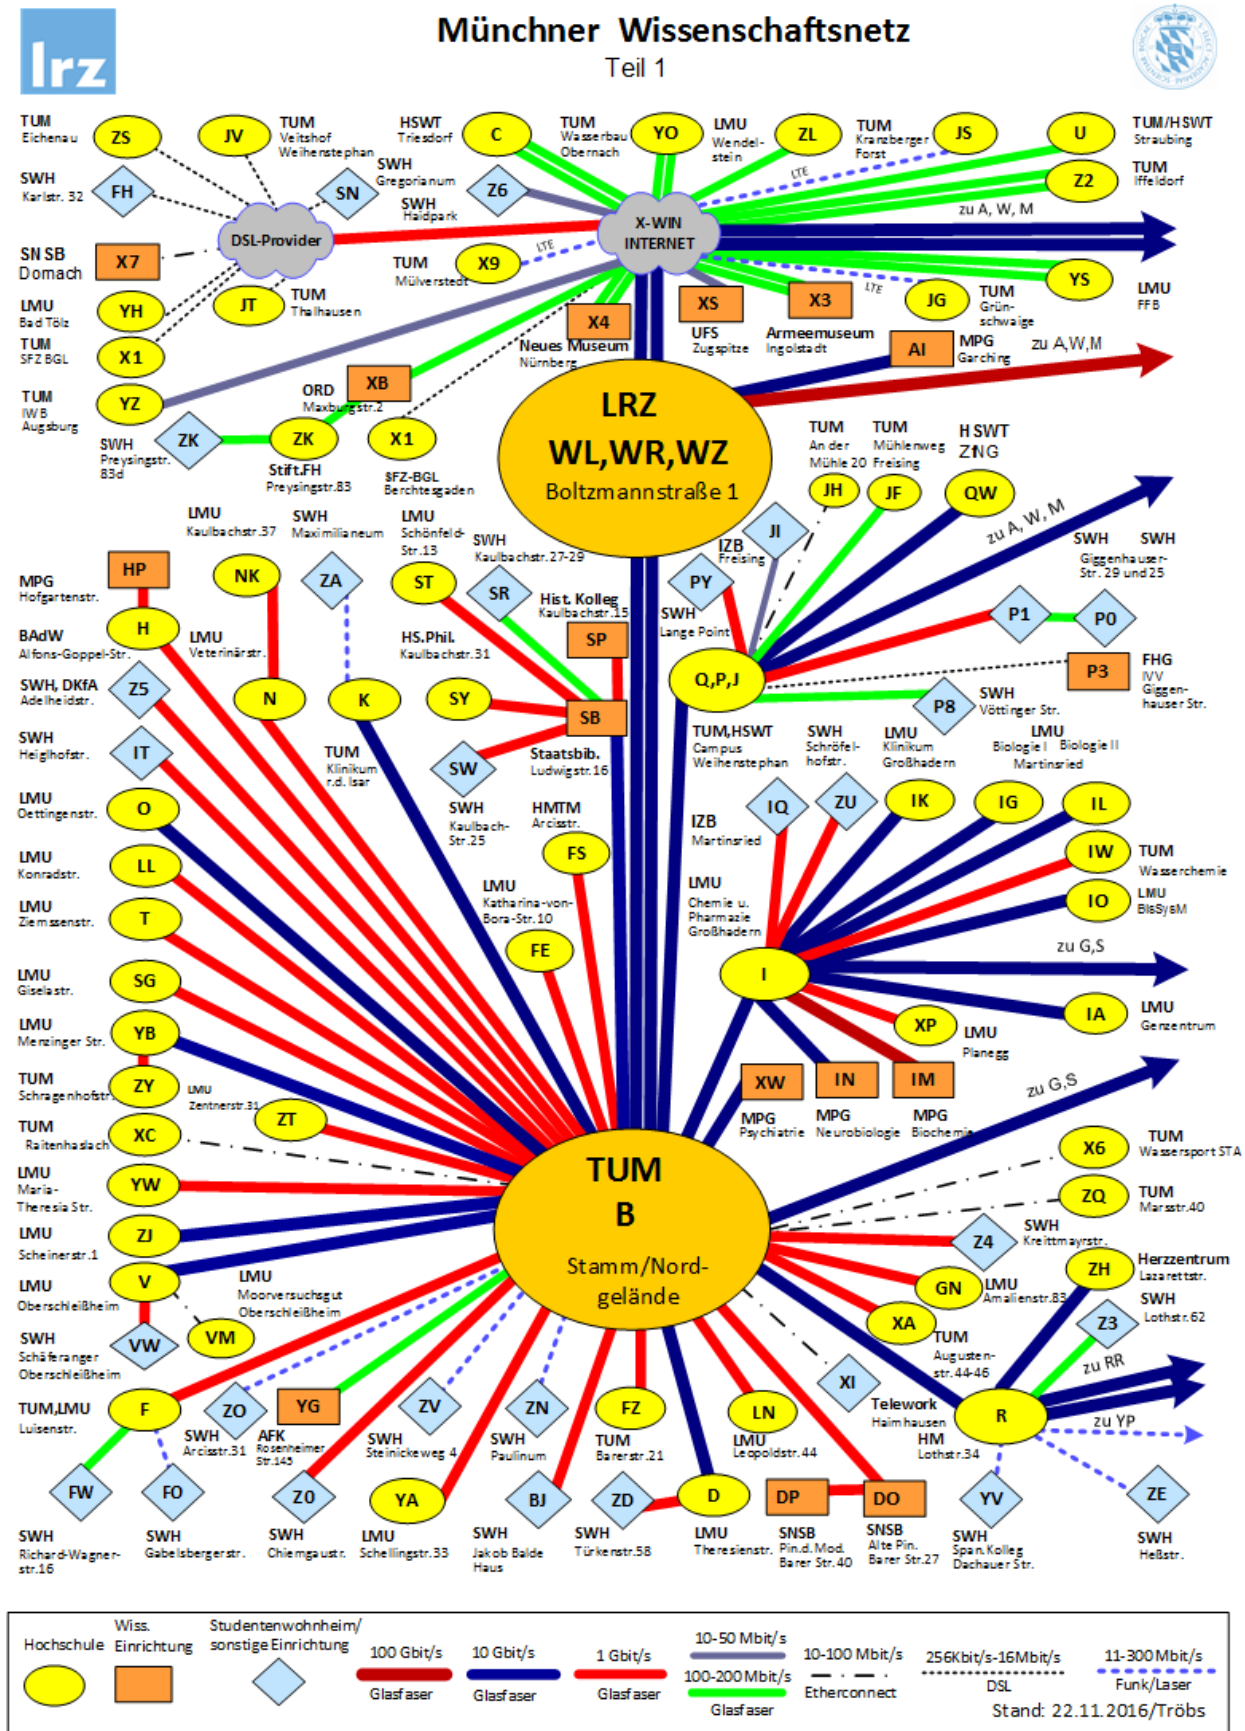 lrz
Münchner Wissenschaftsnetz
Teil 1
TUM
Eichenau
ZS
JV
TUM
Veitshof
Weihenstephan
HSWT
Triesdorf
C
TUM
Wasserbau
Obernach
YO
LMU
Wendel-
stein
ZL
TUM
Kranzberger
Forst
JS
U
TUM/HSWT
Straubing
SWH
Karlstr. 32
FH
SN
SWH
Gregorianum
SWH
Haidpark
Z6
LTE
Z2
TUM
Iffeldorf
DSL-Provider
X-WIN
INTERNET
zu A, W, M
SNSB
Dornach
X7
TUM
Mülverstedt
X9
LTE
YS
LMU
FFB
LMU
Bad Tölz
YH
JT
TUM
Thalhausen
X4
Neues Museum
Nürnberg
XS
UFS
Zugspitze
X3
Armeemuseum
Ingolstadt
LTE
JG
TUM
Grün-
schwaige
TUM
SFZ BGL
X1
AI
MPG
Garching
zu A,W,M
TUM
IWB
Augsburg
YZ
ORD
Maxburgstr.2
XB
SWH
Preysingstr.
83d
ZK
ZK
Stift.FH
Preysingstr.83
X1
SFZ-BGL
Berchtesgaden
LRZ
WL,WR,WZ
Boltzmannstraße 1
TUM
An der
Mühle 20
JH
TUM
Mühlenweg
Freising
JF
HSWT
ZfNG
QW
zu A, W, M
LMU
Kaulbachstr.37
NK
SWH
Maximilianeum
ZA
LMU
Schönfeld-
Str.13
ST
SWH
Kaulbachstr.27-29
SR
IZB
Freising
PY
JI
SWH SWH
Giggenhauser-
Str. 29 und 25
MPG
Hofgartenstr.
HP
Hist. Kolleg
Kaulbachstr.15
SP
SWH
Lange Point
P1
P0
BAdW
Alfons-Goppel-Str.
H
LMU
Veterinärstr.
N
K
HS.Phil.
Kaulbachstr.31
SY
SB
Q,P,J
P3
FHG
IVV
Giggen-
hauser Str.
SWH, DKfA
Adelheidstr.
Z5
P8
SWH
Vöttinger Str.
SWH
Heiglhofstr.
IT
TUM
Klinikum
r.d. Isar
SW
SWH
Kaulbach-
Str.25
Staatsbib.
Ludwigstr.16
TUM,HSWT
Campus
Weihenstephan
SWH
Schröfel-
hofstr.
LMU
Klinikum
Großhadern
LMU
Biologie I Biologie II
Martinsried
LMU
Oettingenstr.
O
HMTM
Arcisstr.
FS
IZB
Martinsried
IQ
ZU
IK
IG
IL
LMU
Konradstr.
LL
IW
TUM
Wasserchemie
LMU
Ziemssenstr.
T
LMU
Katharina-von-
Bora-Str.10
FE
LMU
Chemie u.
Pharmazie
Großhadern
IO
LMU
BioSysM
LMU
Giselastr.
SG
I
zu G,S
LMU
Menzinger Str.
YB
XP
LMU
Planegg
IA
LMU
Genzentrum
TUM
Schragenhofstr.
ZY
LMU
Zentnerstr.31
ZT
XW
MPG
Psychiatrie
IN
MPG
Neurobiologie
IM
MPG
Biochemie
zu G,S
TUM
Raitenhaslach
XC
TUM
B
Stamm/Nord-
gelände
X6
TUM
Wassersport STA
LMU
Maria-
Theresia Str.
YW
ZQ
TUM
Marsstr.40
LMU
Scheinerstr.1
ZJ
Z4
SWH
Kreittmayrstr.
LMU
Oberschleißheim
V
LMU
Moorversuchsgut
Oberschleißheim
VM
GN
LMU
Amalienstr.83
ZH
Herzzentrum
Lazarettstr.
SWH
Schäferanger
Oberschleißheim
VW
XA
TUM
Augusten-
str.44-46
Z3
SWH
Lothstr.62
zu RR
TUM,LMU
Luisenstr.
F
ZO
SWH
Arcisstr.31
YG
AFK
Rosenheimer
Str.145
ZV
SWH
Steinickeweg 4
ZN
SWH
Paulinum
FZ
TUM
Barerstr.21
LN
LMU
Leopoldstr.44
XI
Telework
Haimhausen
HM
Lothstr.34
R
zu YP
FW
SWH
Richard-Wagner-
str.16
FO
SWH
Gabelsbergerstr.
Z0
SWH
Chiemgaustr.
YA
LMU
Schellingstr.33
BJ
SWH
Jakob Balde
Haus
ZD
SWH
Türkenstr.58
D
LMU
Theresienstr.
DP
SNSB
Pin.d.Mod.
Barer Str.40
DO
SNSB
Alte Pin.
Barer Str.27
YV
SWH
Span.Kolleg
Dachauer Str.
ZE
SWH
Heßstr.
Hochschule
Wiss.
Einrichtung
Studentenwohnheim/
sonstige Einrichtung
100 Gbit/s
Glasfaser
10 Gbit/s
Glasfaser
1 Gbit/s
Glasfaser
10-50 Mbit/s
100-200 Mbit/s
Glasfaser
10-100 Mbit/s
Etherconnect
256Kbit/s-16Mbit/s
DSL
11-300 Mbit/s
Funk/Laser
Stand: 22.11.2016/Tröbs